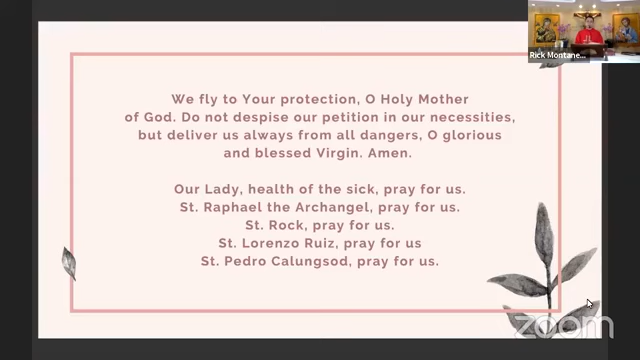 Rick Montane...
We fly to Your protection, O Holy Mother
of God. Do not despise our petition in our necessities,
but deliver us always from all dangers, O glorious
and blessed Virgin. Amen.
Our Lady, health of the sick, pray for us.
St. Raphael the Archangel, pray for us.
St. Rock, pray for us.
St. Lorenzo Ruiz, pray for us
St. Pedro Calungsod, pray for us.
zoom